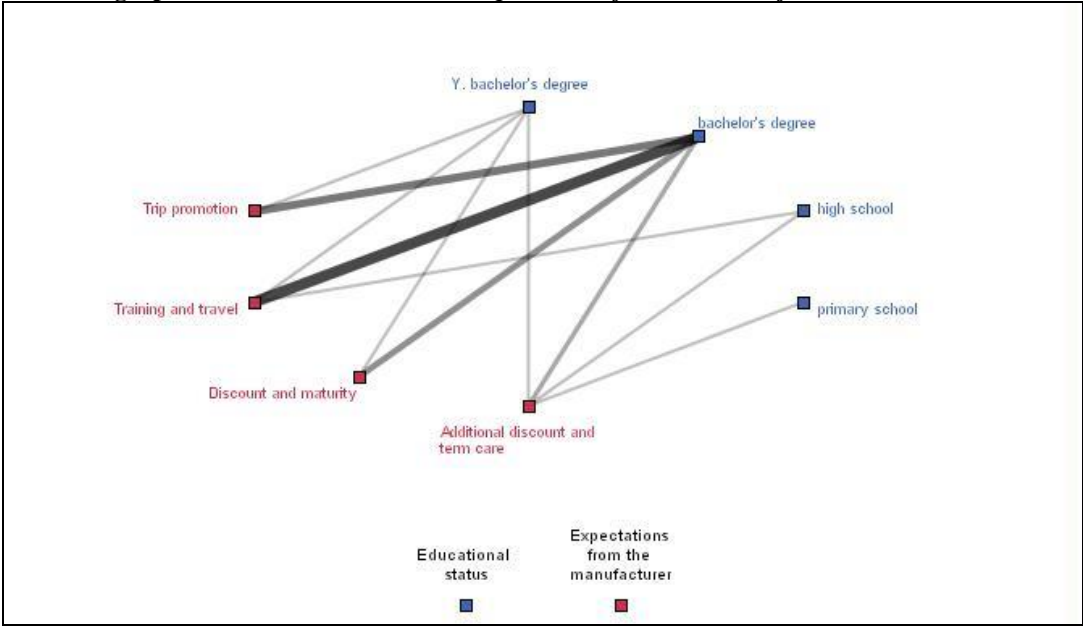 Y. bachelor's degree
bachelor's degree
Trip promotion
high school
Training and travel
primary school
Discount and maturity
Additional discount and
term care
Educational
status
Expectations
from the
manufacturer